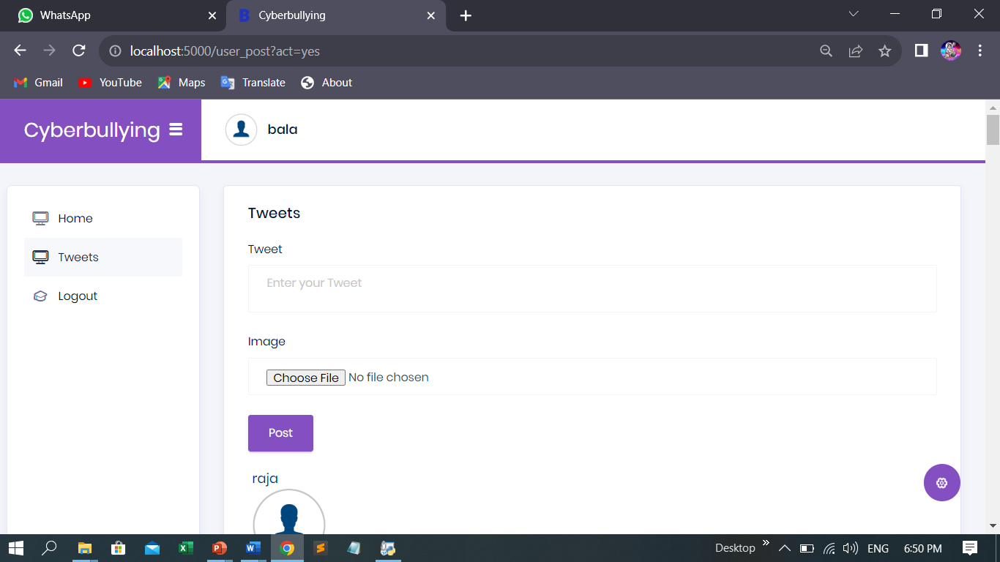 WhatsApp
Cyberbullying
localhost:5000/user_post?act=yes
Gmail YouTube Maps Translate About
Cyberbullying
bala
Home
Tweets
Logout
Tweets
Tweet
Enter your Tweet
Image
Choose File No file chosen
Post
raja
Desktop ENG 6:50 PM